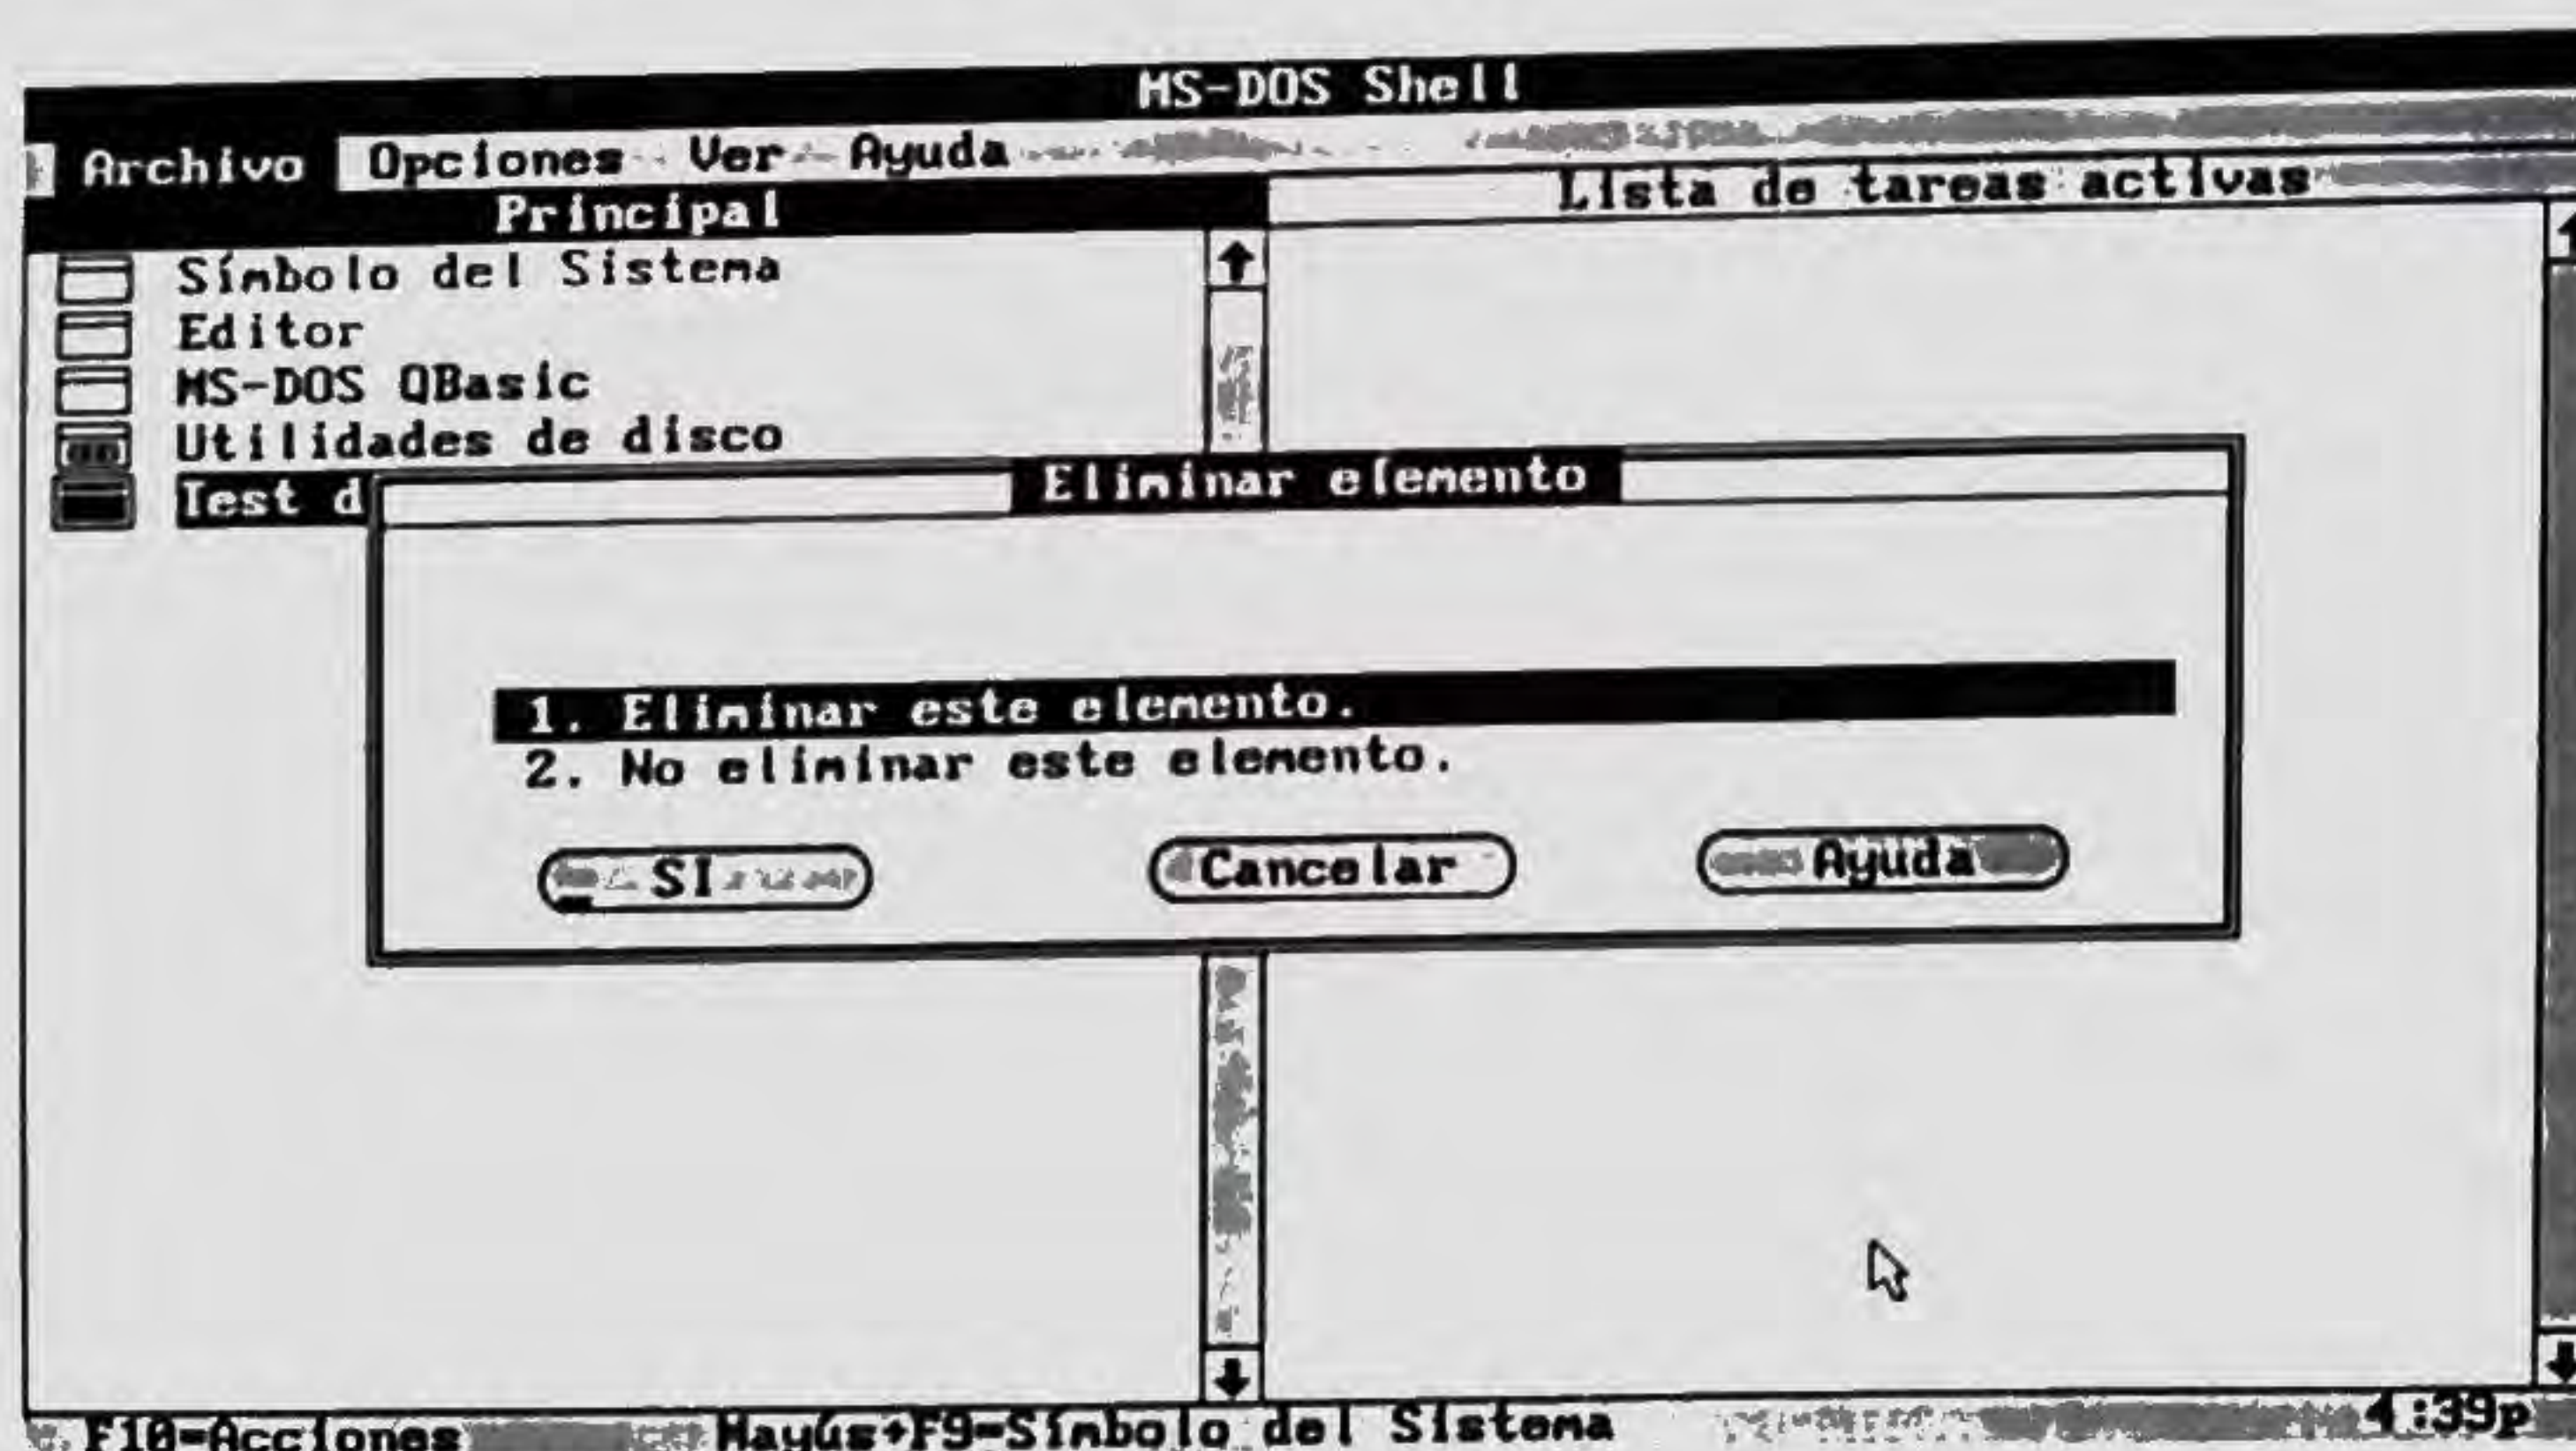 MS-DOS Shell
Archivo Opciones Ver Ayuda
Principal
Lista de tareas activas
Símbolo del Sistema
Editor
MS-DOS QBasic
Utilidades de disco
Test d
Eliminar elemento
1. Eliminar este elemento.
2. No eliminar este elemento.
SI
Cancelar
Ayuda
F10=Acciones
Mayús+F9=Símbolo del Sistema
4:39p